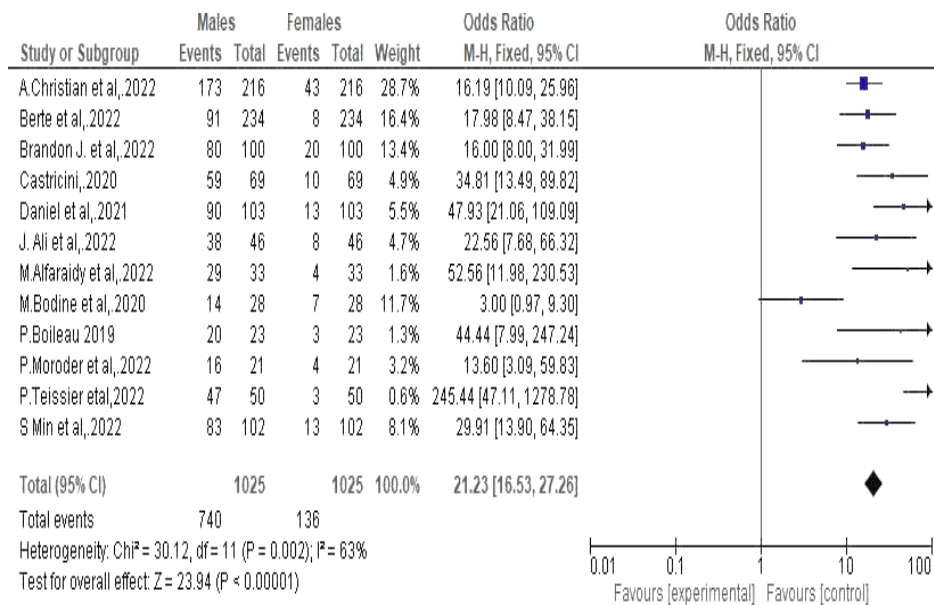 Males Females Odds Ratio Odds Ratio
Study or Subgroup Events Total Events Total Weight M-H, Fixed, 95% CI M-H, Fixed, 95% CI
A.Christian et al,.2022 173 216 43 216 28.7% 16.19 [10.09, 25.96]
Berte et,.2022 91 234 8 234 16.4% 17.98 [8.47, 38.15]
Brandon J. et al,.2022 80 100 20 100 13.4% 16.00 [8.00, 31.99]
Castricini,.2020 59 69 10 69 4.9% 34.81 [13.49, 89.82]
Daniel et al,.2021 90 103 13 103 5.5% 47.93 [21.06, 109.09]
J. Ali et al,.2022 38 46 8 46 4.7% 22.56 [7.68, 66.32]
M.Alfaraidy et al,.2022 29 33 4 33 1.6% 52.56 [11.98, 230.53]
M.Bodine et al,.2020 14 28 7 28 11.7% 3.00 [0.97, 9.30]
P.Boileau 2019 20 23 3 23 1.3% 44.44 [7.99, 247.24]
P.Moroder et al,.2022 16 21 4 21 3.2% 13.60 [3.09, 59.83]
P.Teissier etal,2022 47 50 3 50 0.6% 245.44 [47.11, 1278.78]
S Min et al,.2022 83 102 13 102 8.1% 29.91 [13.90, 64.35]
Total (95% CI) 1025 1025 100.0% 21.23 [16.53, 27.26]
Total events 740 136
Heterogeneity: Chi² = 30.12, df = 11 (P = 0.002); I² = 63%
Test for overall effect: Z = 23.94 (P < 0.00001)
0.01 0.1 1 10 100
Favours [experimental] Favours [control]